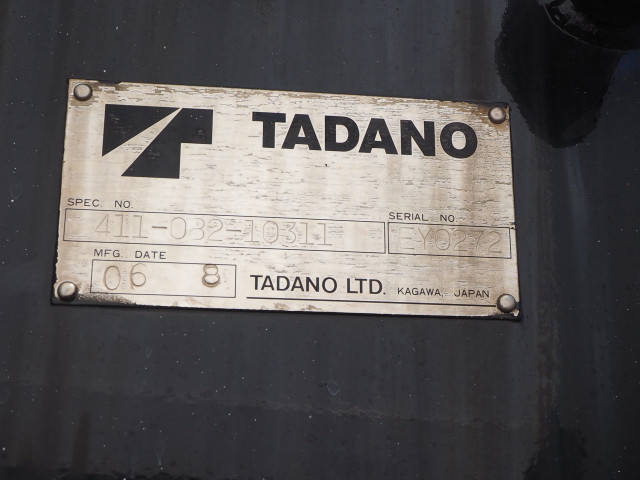 TADANO
SPEC. NO.
411-032-10311
SERIAL NO.
EY0272
MFG. DATE
06 8
TADANO LTD. KAGAWA, JAPAN